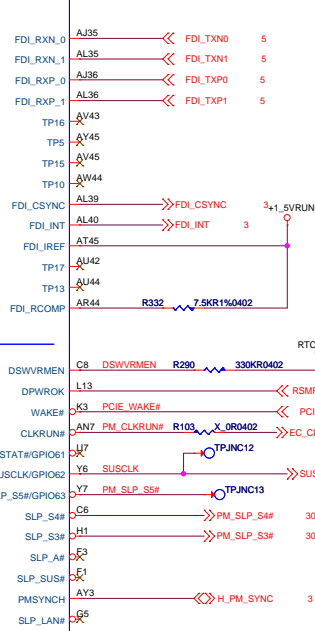 FDI_RXN_0 AJ35 FDI_TXN0 5
FDI_RXN_1 AL35 FDI_TXN1 5
FDI_RXP_0 AJ36 FDI_TXP0 5
FDI_RXP_1 AL36 FDI_TXP1 5
TP16 AV43
TP5 AY45
TP15 AV45
TP10 AW44
FDI_CSYNC AL39 FDI_CSYNC 3 +1_5VRUN
FDI_INT AL40 FDI_INT 3
FDI_IREF AT45
TP17 AU42
TP13 AU44
FDI_RCOMP AR44 R332 7.5KR1%0402
RTC
DSWVRMEN C8 DSWVRMEN R290 330KR0402
DPWROK L13 RSMR
WAKE# K3 PCIE_WAKE# PCI
CLKRUN# AN7 PM_CLKRUN# R103 X_0R0402 EC_CL
STAT#/GPIO61 U7 TPJNC12
USCLK/GPIO62 Y6 SUSCLK SUS
P_S5#/GPIO63 Y7 PM_SLP_S5# TPJNC13
SLP_S4# C6 PM_SLP_S4# 30
SLP_S3# H1 PM_SLP_S3# 30
SLP_A# F3
SLP_SUS# F1
PMSYNCH AY3 H_PM_SYNC 3
SLP_LAN# G5